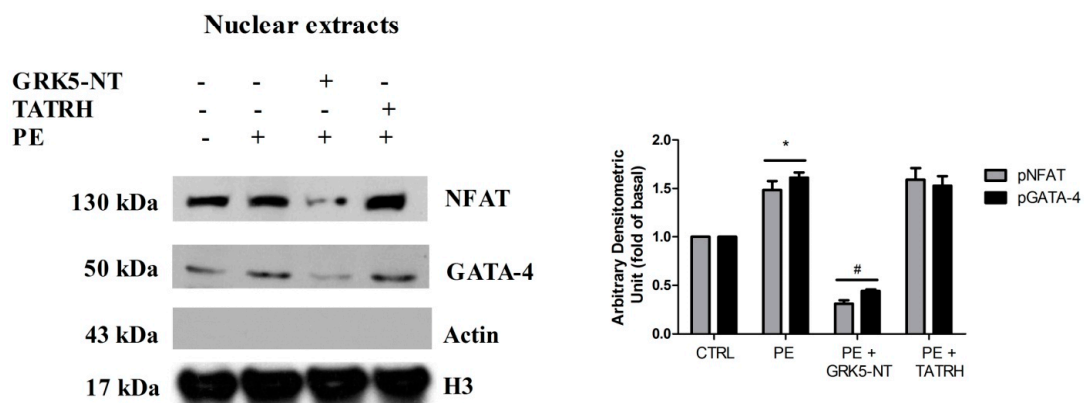 Nuclear extracts
GRK5-NT - - + -
TATRH - - - +
PE - + + +
130 kDa NFAT
50 kDa GATA-4
43 kDa Actin
17 kDa H3
Arbitrary Densitometric
Unit (fold of basal)
2.0
1.5
1.0
0.5
0.0
*
#
CTRL
PE
PE +
GRK5-NT
PE +
TATRH
pNFAT
pGATA-4